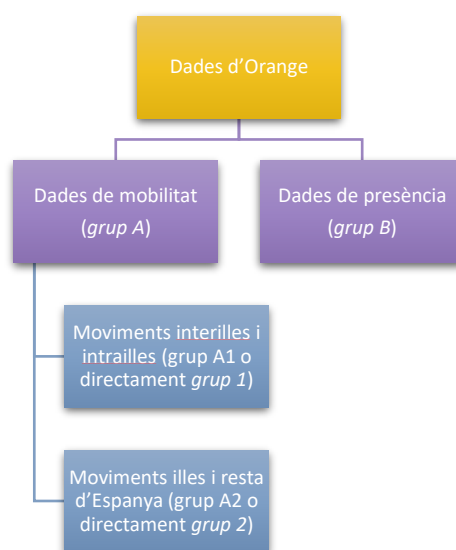 Dades d’Orange
Dades de mobilitat
(grup A)
Dades de presència
(grup B)
Moviments interilles i
intrailles (grup A1 o
directament grup 1)
Moviments illes i resta
d’Espanya (grup A2 o
directament grup 2)